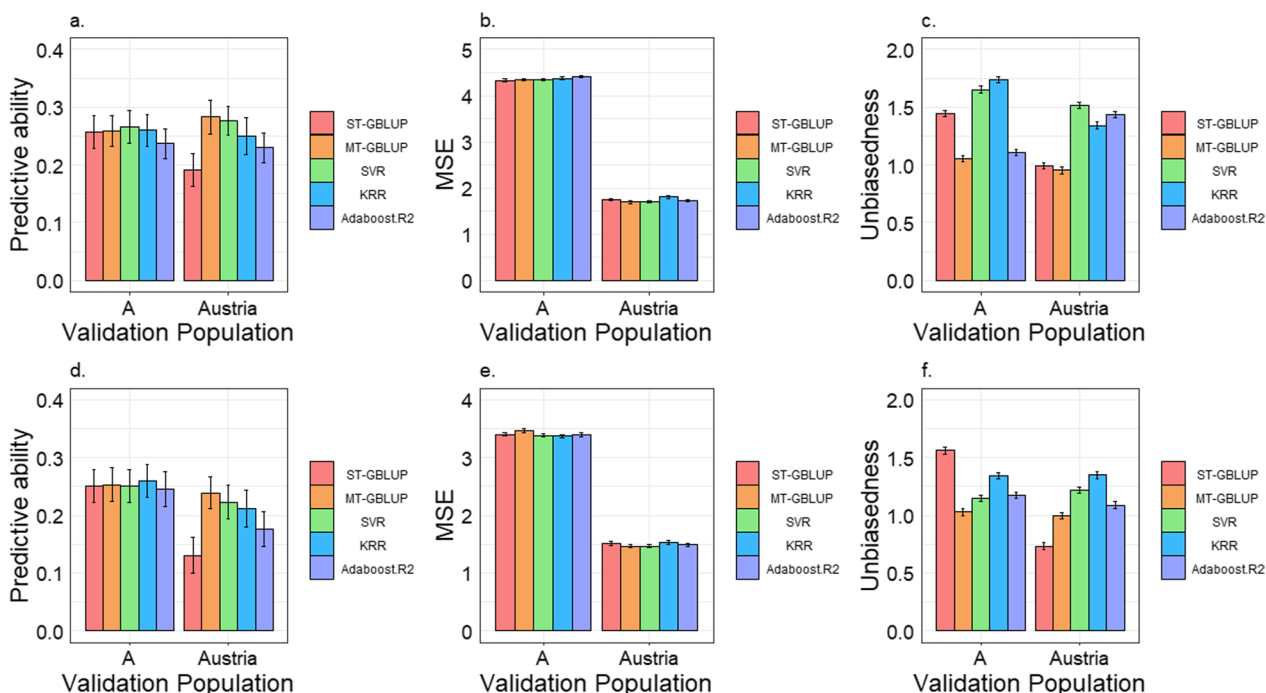 a.
Predictive ability
0.4
0.3
0.2
0.1
0.0
A
Austria
Validation Population
ST-GBLUP
MT-GBLUP
SVR
KRR
Adaboost.R2
b.
MSE
5
4
3
2
1
0
A
Austria
Validation Population
ST-GBLUP
MT-GBLUP
SVR
KRR
Adaboost.R2
c.
Unbiasedness
2.0
1.5
1.0
0.5
0.0
A
Austria
Validation Population
ST-GBLUP
MT-GBLUP
SVR
KRR
Adaboost.R2
d.
Predictive ability
0.4
0.3
0.2
0.1
0.0
A
Austria
Validation Population
ST-GBLUP
MT-GBLUP
SVR
KRR
Adaboost.R2
e.
MSE
4
3
2
1
0
A
Austria
Validation Population
ST-GBLUP
MT-GBLUP
SVR
KRR
Adaboost.R2
f.
Unbiasedness
2.0
1.5
1.0
0.5
0.0
A
Austria
Validation Population
ST-GBLUP
MT-GBLUP
SVR
KRR
Adaboost.R2